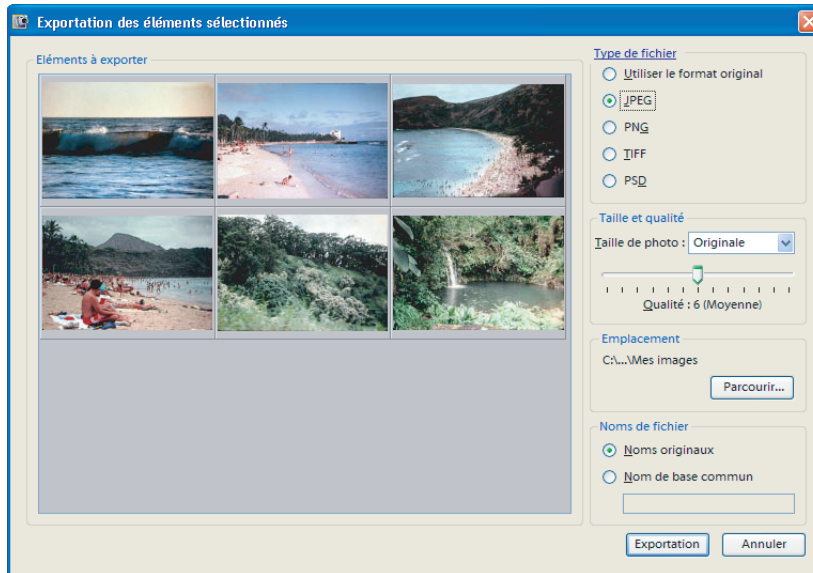 Exportation des éléments sélectionnés
Eléments à exporter
Type de fichier
Utiliser le format original
JPEG
PNG
TIFF
PSD
Taille et qualité
Taille de photo : Originale
Qualité : 6 (Moyenne)
Emplacement
C:\...\Mes images
Parcourir...
Noms de fichier
Noms originaux
Nom de base commun
Exportation Annuler